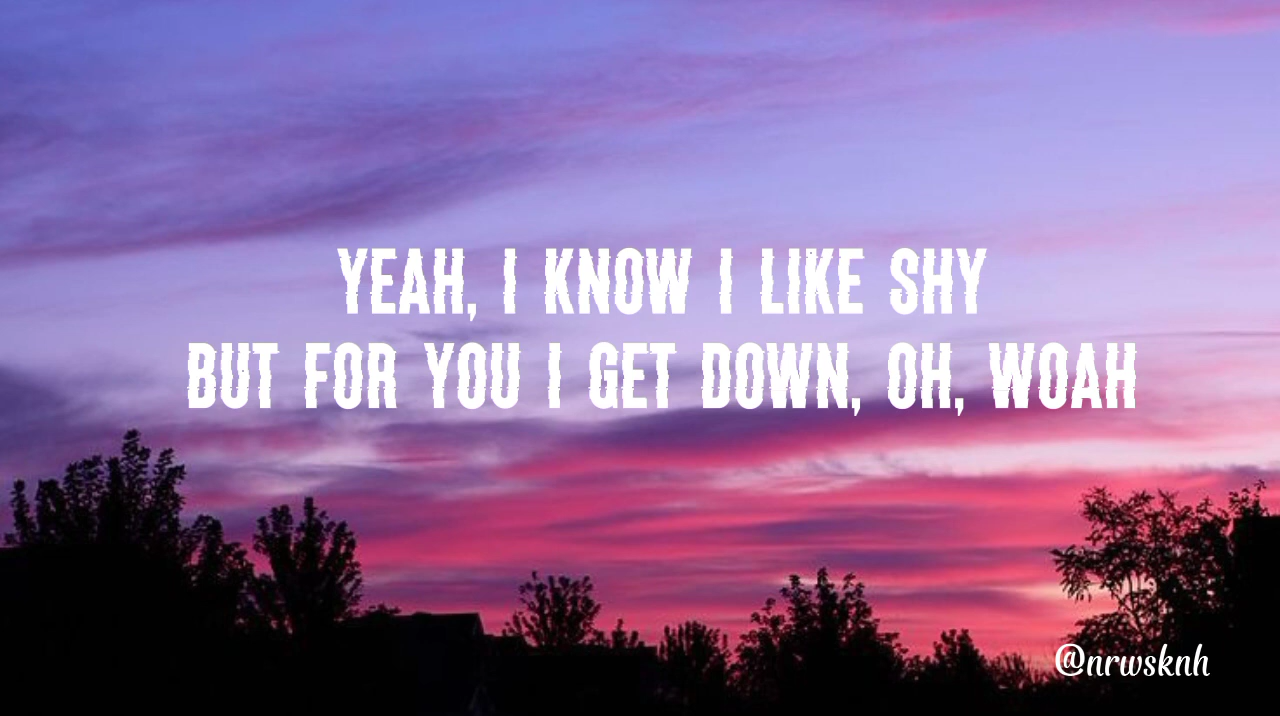 YEAH, I KNOW I LIKE SHY
BUT FOR YOU I GET DOWN, OH, WOAH
@nrwsknh